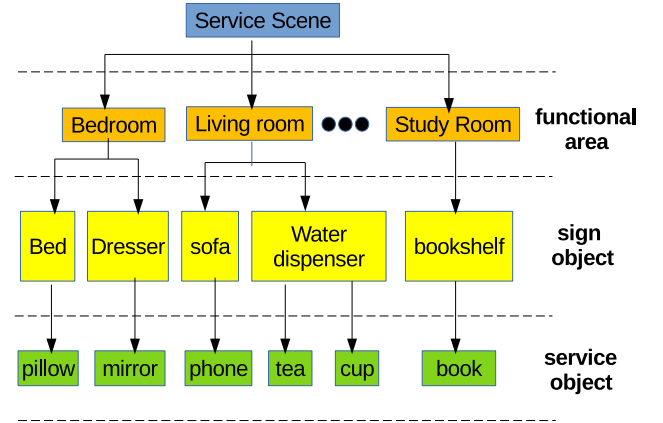 Service Scene
Bedroom
Living room
Study Room
functional
area
Bed
Dresser
sofa
Water
dispenser
bookshelf
sign
object
pillow
mirror
phone
tea
cup
book
service
object